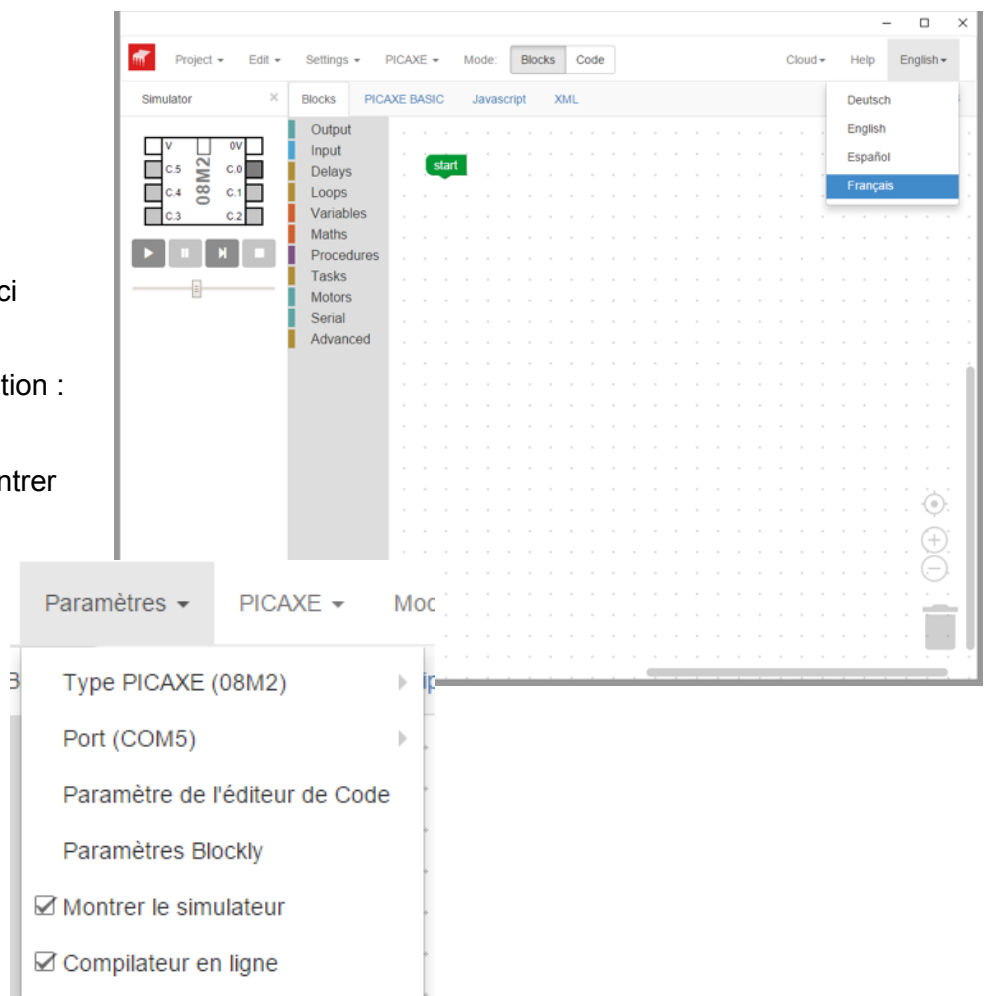 Project Edit Settings PICAXE Mode: Blocks Code Cloud Help English
Simulator × Blocks PICAXE BASIC Javascript XML
Deutsch
English
Español
Français
V 0V
C.5 C.0
C.4 C.1
C.3 C.2
08M2
Output
Input
Delays
Loops
Variables
Maths
Procedures
Tasks
Motors
Serial
Advanced
start
ci
tion :
ntrer
Paramètres PICAXE Moc
B ip
Type PICAXE (08M2)
Port (COM5)
Paramètre de l'éditeur de Code
Paramètres Blockly
Montrer le simulateur
Compilateur en ligne